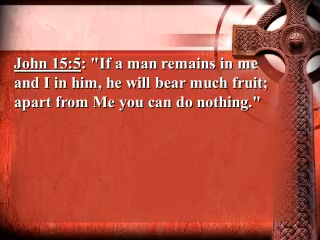 John 15:5: "If a man remains in me
and I in him, he will bear much fruit;
apart from Me you can do nothing."